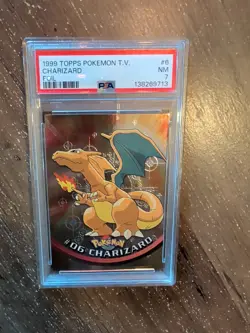 1999 TOPPS POKEMON T.V. #6
CHARIZARD NM
FOIL 7
PSA 138269713
Pokémon
#06 CHARIZARD